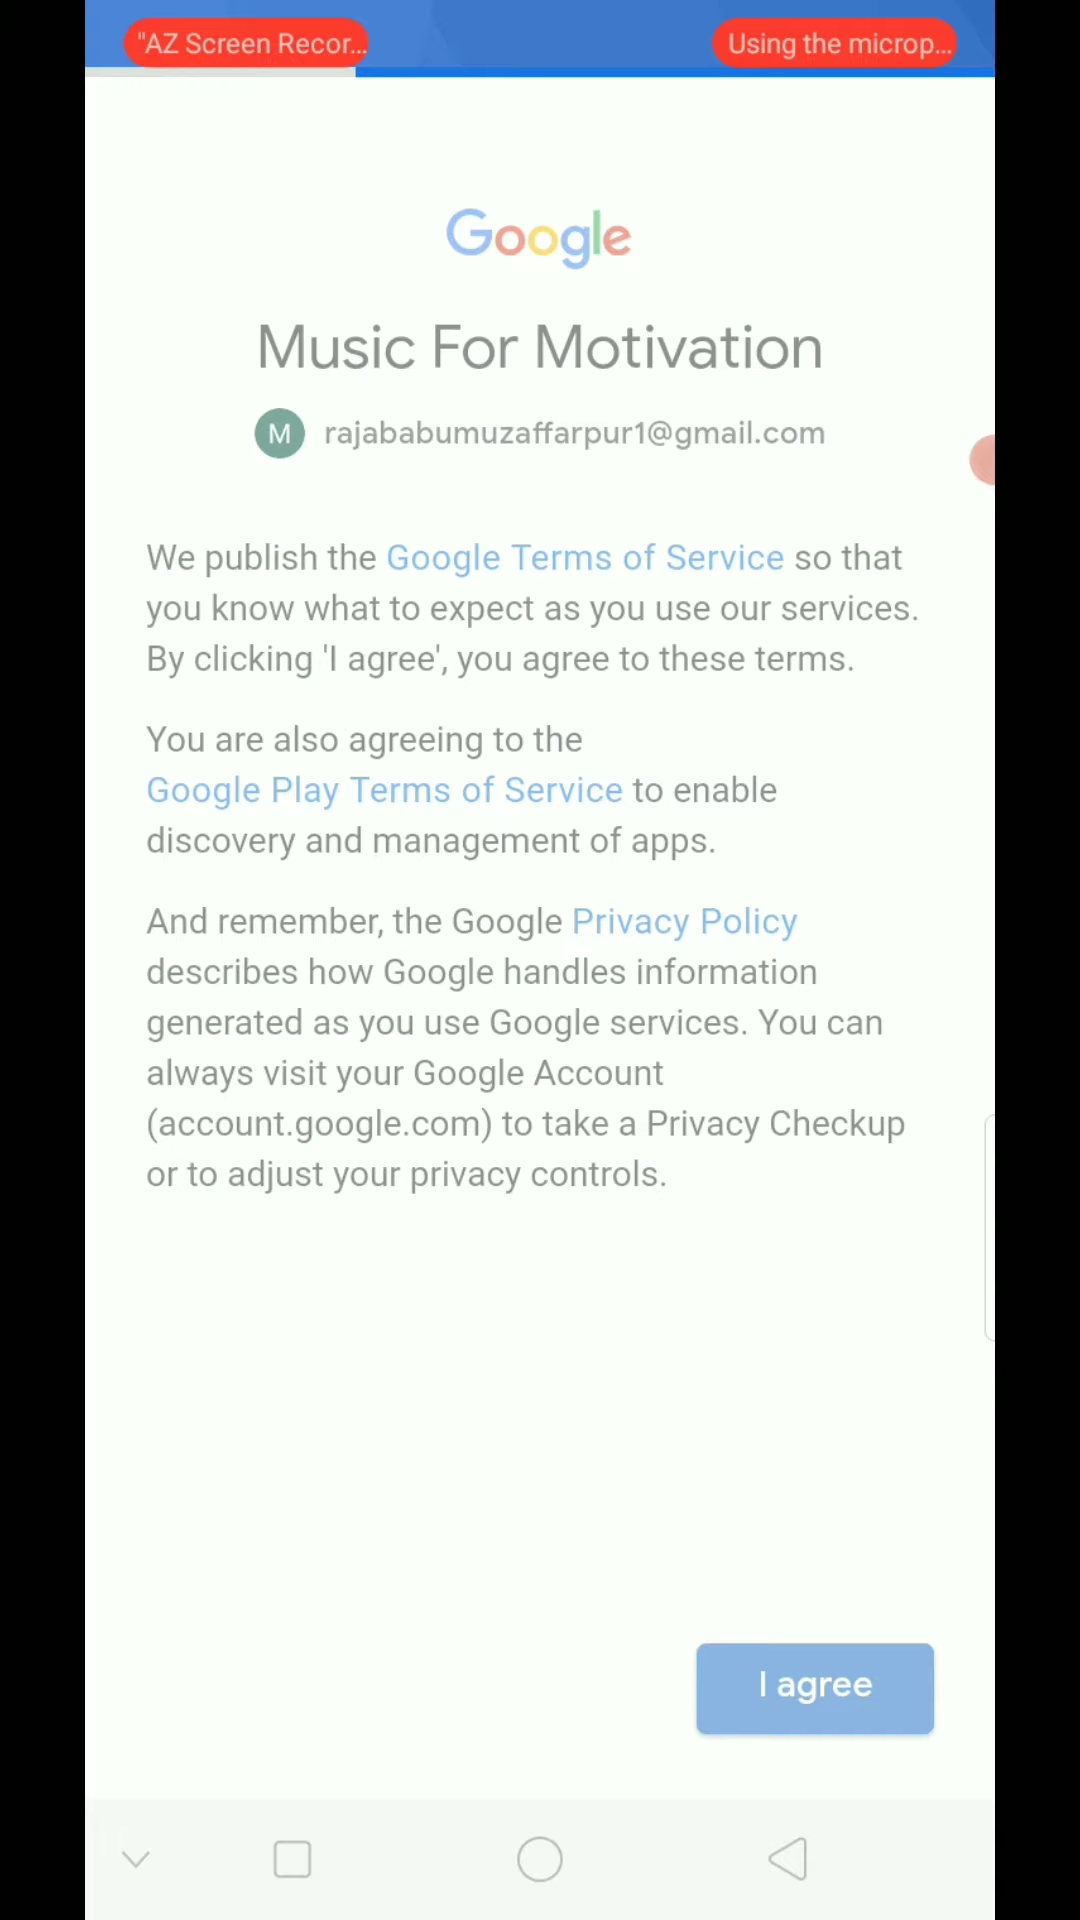 "AZ Screen Recor...
Using the microp...
Google
Music For Motivation
M
rajababumuzaffarpur1@gmail.com
We publish the Google Terms of Service so that
you know what to expect as you use our services.
By clicking 'I agree', you agree to these terms.
You are also agreeing to the
Google Play Terms of Service to enable
discovery and management of apps.
And remember, the Google Privacy Policy
describes how Google handles information
generated as you use Google services. You can
always visit your Google Account
(account.google.com) to take a Privacy Checkup
or to adjust your privacy controls.
I agree